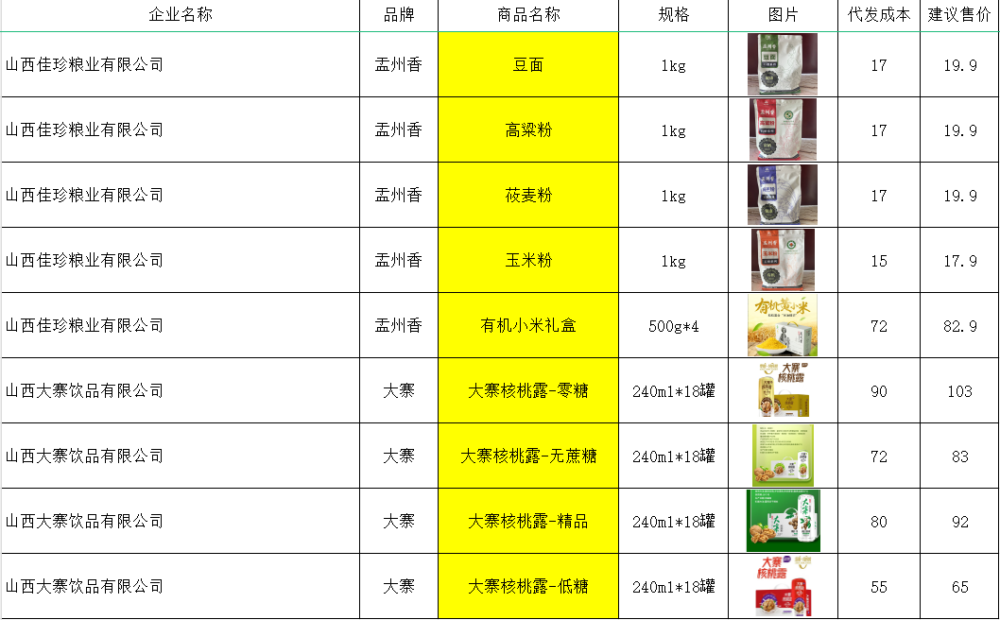 企业名称 品牌 商品名称 规格 图片 代发成本 建议售价
山西佳珍粮业有限公司 盂州香 豆面 1kg 17 19.9
山西佳珍粮业有限公司 盂州香 高粱粉 1kg 17 19.9
山西佳珍粮业有限公司 盂州香 莜麦粉 1kg 17 19.9
山西佳珍粮业有限公司 盂州香 玉米粉 1kg 15 17.9
山西佳珍粮业有限公司 盂州香 有机小米礼盒 500g*4 有机黄小米 72 82.9
山西大寨饮品有限公司 大寨 大寨核桃露-零糖 240ml*18罐 大寨核桃露 90 103
山西大寨饮品有限公司 大寨 大寨核桃露-无蔗糖 240ml*18罐 72 83
山西大寨饮品有限公司 大寨 大寨核桃露-精品 240ml*18罐 大寨 80 92
山西大寨饮品有限公司 大寨 大寨核桃露-低糖 240ml*18罐 大寨核桃露 55 65